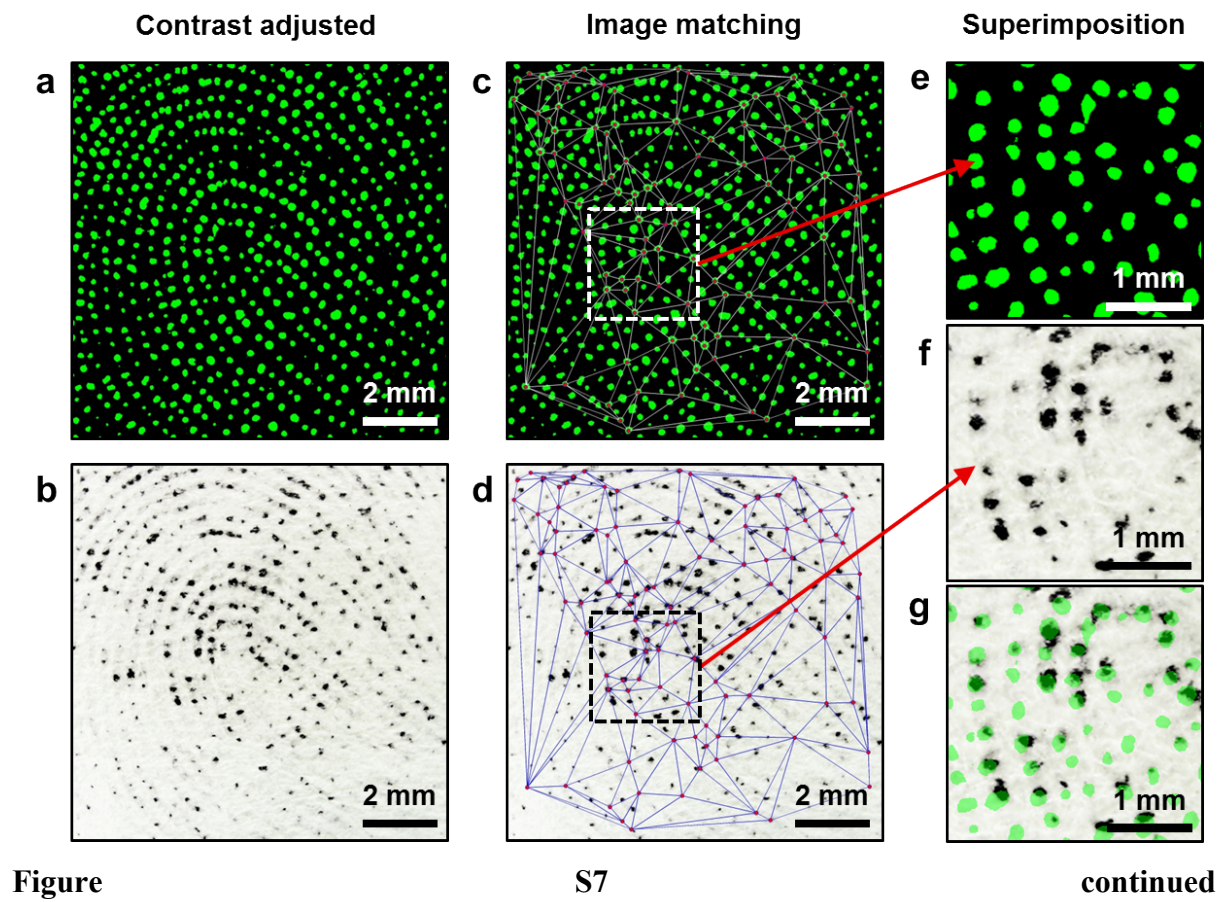 Contrast adjusted
Image matching
Superimposition
a
2 mm
c
2 mm
e
1 mm
f
1 mm
b
2 mm
d
2 mm
g
1 mm
Figure S7 continued